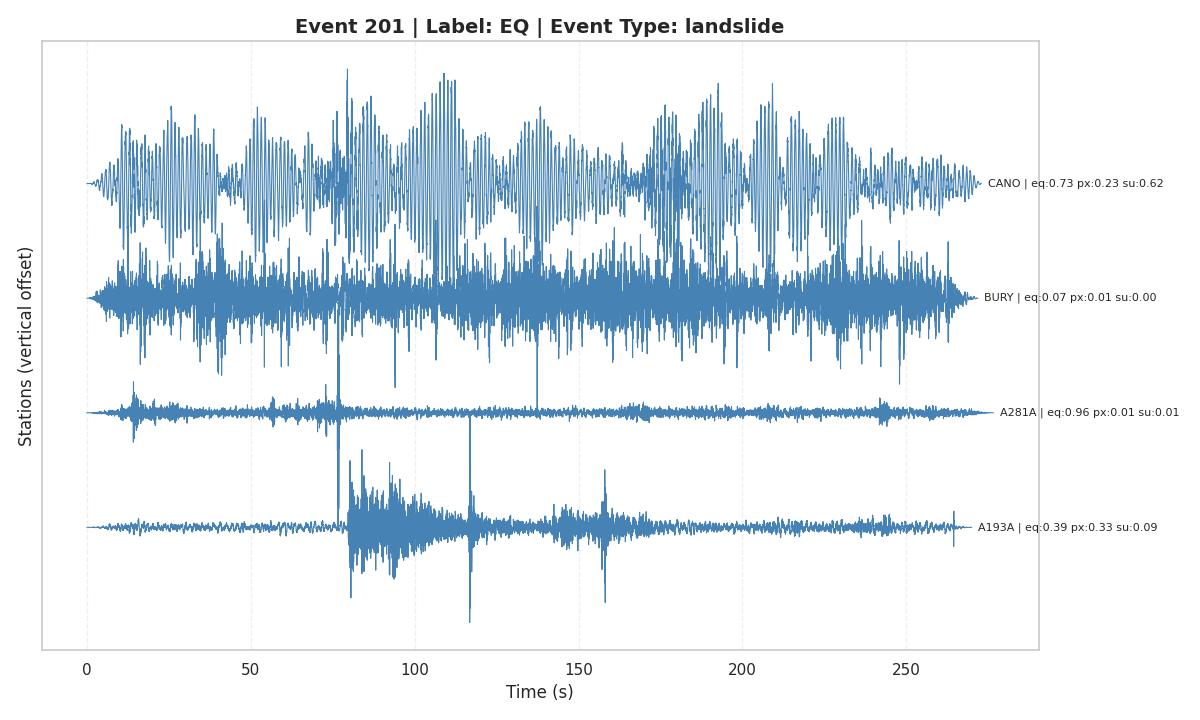 Event 201 | Label: EQ | Event Type: landslide
Stations (vertical offset)
CANO | eq:0.73 px:0.23 su:0.62
BURY | eq:0.07 px:0.01 su:0.00
A281A | eq:0.96 px:0.01 su:0.01
A193A | eq:0.39 px:0.33 su:0.09
0 50 100 150 200 250
Time (s)